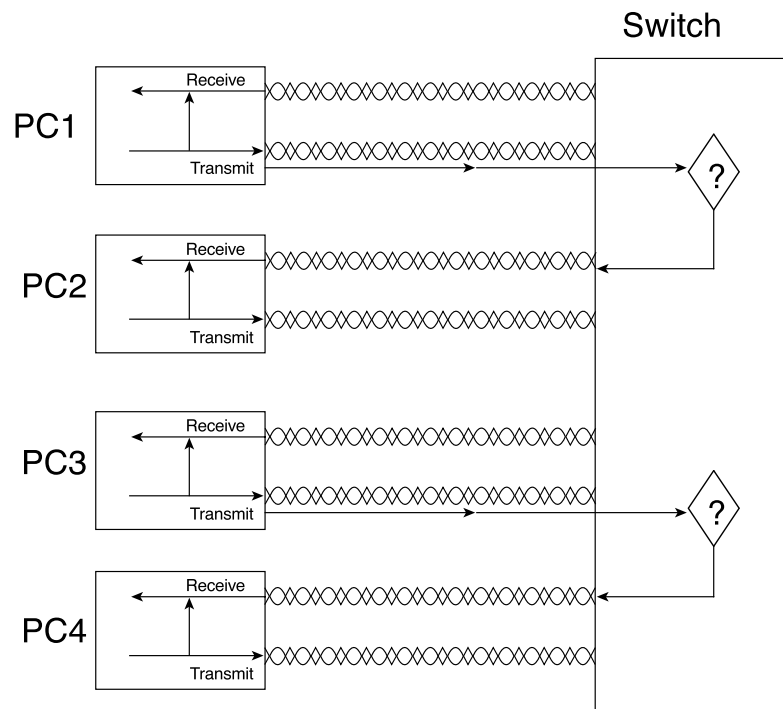 Switch
PC1
Receive
Transmit
?
PC2
Receive
Transmit
PC3
Receive
Transmit
?
PC4
Receive
Transmit